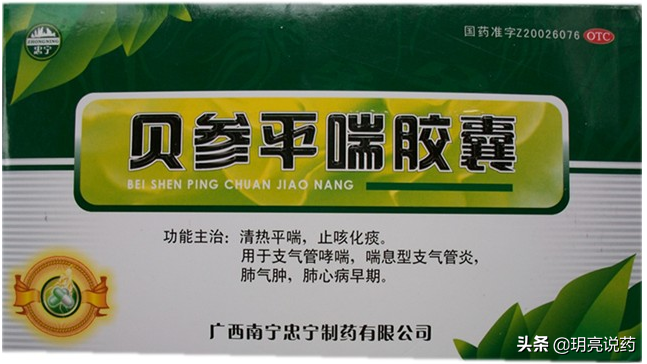 ZHONGNING
忠宁
国药准字Z20026076 OTC
贝参平喘胶囊
BEI SHEN PING CHUAN JIAO NANG
功能主治：清热平喘，止咳化痰。
用于支气管哮喘，喘息型支气管炎，
肺气肿，肺心病早期。
广西南宁忠宁制药有限公司
头条 @玥亮说药